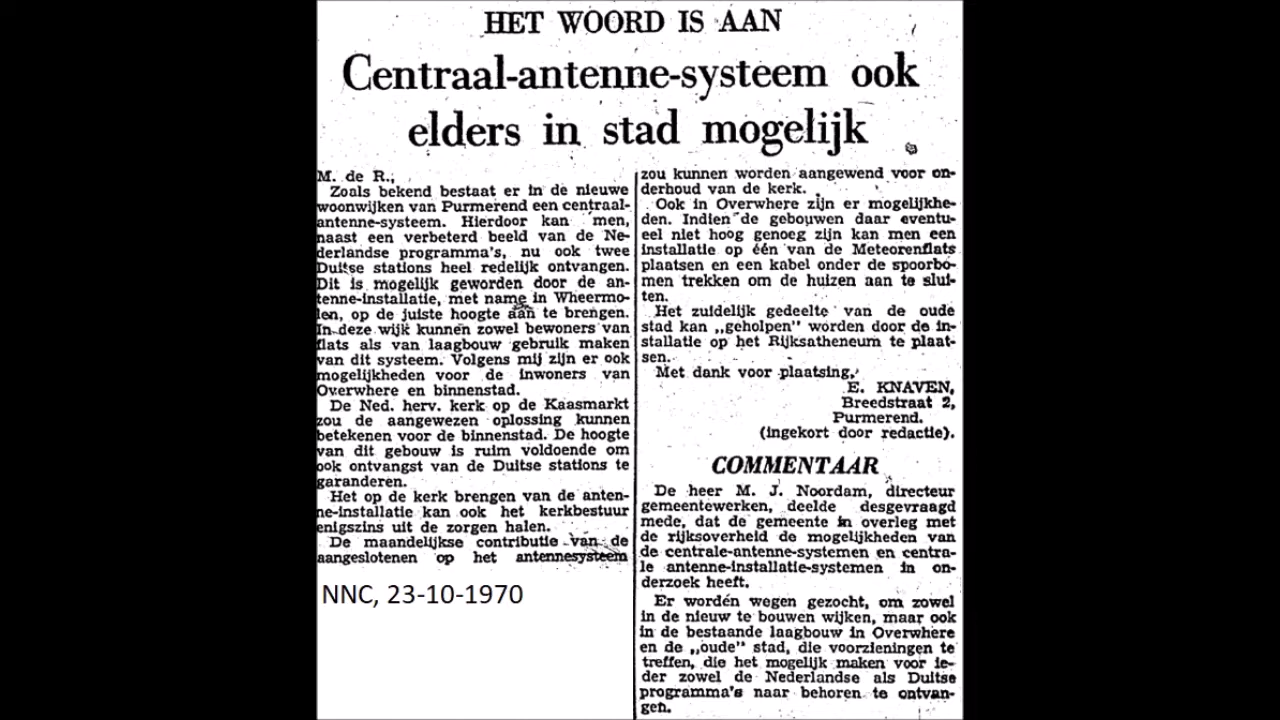 HET WOORD IS AAN
Centraal-antenne-systeem ook
elders in stad mogelijk
M. de R.,
Zoals bekend bestaat er in de nieuwe
woonwijken van Purmerend een centraal-
antenne-systeem. Hierdoor kan men,
naast een verbeterd beeld van de Ne-
derlandse programma's, nu ook twee
Duitse stations heel redelijk ontvangen.
Dit is mogelijk geworden door de an-
tenne-installatie, met name in Wheermo-
len, op de juiste hoogte aan te brengen.
In deze wijk kunnen zowel bewoners van
flats als van laagbouw gebruik maken
van dit systeem. Volgens mij zijn er ook
mogelijkheden voor de inwoners van
Overwhere en binnenstad.
De Ned. herv. kerk op de Kaasmarkt
zou de aangewezen oplossing kunnen
betekenen voor de binnenstad. De hoogte
van dit gebouw is ruim voldoende om
ook ontvangst van de Duitse stations te
garanderen.
Het op de kerk brengen van de anten-
ne-installatie kan ook het kerkbestuur
enigszins uit de zorgen halen.
De maandelijkse contributie van de
aangeslotenen op het antennesysteem
NNC, 23-10-1970
zou kunnen worden aangewend voor on-
derhoud van de kerk.
Ook in Overwhere zijn er mogelijkhe-
den. Indien de gebouwen daar eventu-
eel niet hoog genoeg zijn kan men een
installatie op één van de Meteorenflats
plaatsen en een kabel onder de spoorbo-
men trekken om de huizen aan te slui-
ten.
Het zuidelijk gedeelte van de oude
stad kan „geholpen" worden door de in-
stallatie op het Rijksatheneum te plaat-
sen.
Met dank voor plaatsing,
E. KNAVEN,
Breedstraat 2,
Purmerend.
(ingekort door redactie).
COMMENTAAR
De heer M. J. Noordam, directeur
gemeentewerken, deelde desgevraagd
mede, dat de gemeente in overleg met
de rijksoverheid de mogelijkheden van
de centrale-antenne-systemen en centra-
le antenne-installatie-systemen in on-
derzoek heeft.
Er worden wegen gezocht, om zowel
in de nieuw te bouwen wijken, maar ook
in de bestaande laagbouw in Overwhere
en de „oude" stad, die voorzieningen te
treffen, die het mogelijk maken voor ie-
der zowel de Nederlandse als Duitse
programma's naar behoren te ontvan-
gen.